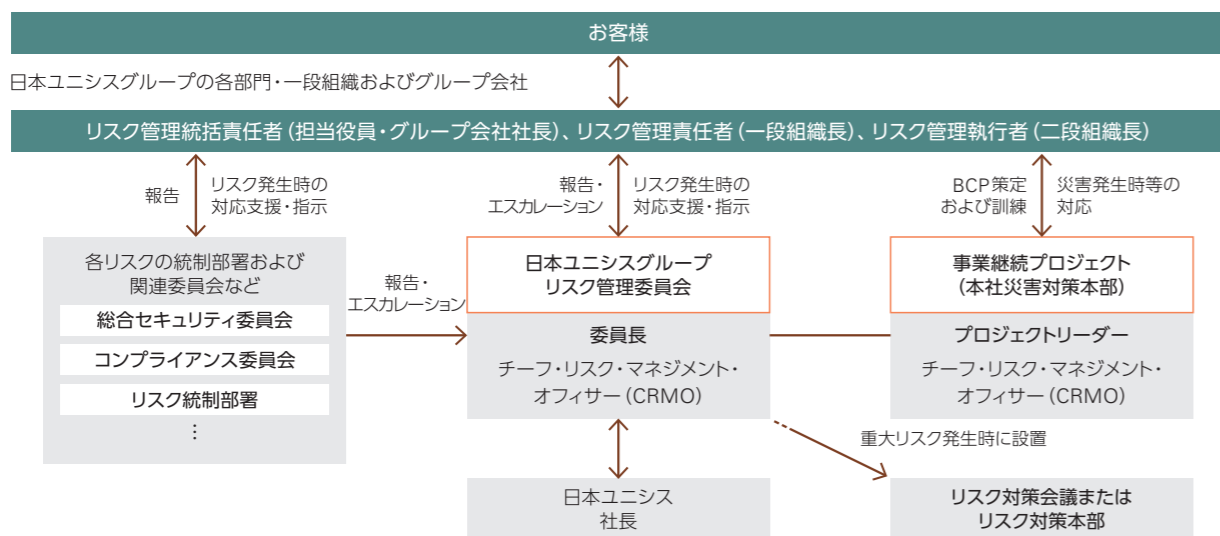 お客様
日本ユニシスグループの各部門・一段組織およびグループ会社
リスク管理統括責任者(担当役員・グループ会社社長)、リスク管理責任者(一段組織長)、リスク管理執行者(二段組織長)
報告
リスク発生時の
対応支援・指示
報告・
エスカレーション
リスク発生時の
対応支援・指示
BCP策定
および訓練
災害発生時等の
対応
各リスクの統制部署および
関連委員会など
総合セキュリティ委員会
コンプライアンス委員会
リスク統制部署
⋮
報告・
エスカレーション
日本ユニシスグループ
リスク管理委員会
委員長
チーフ・リスク・マネジメント・
オフィサー(CRMO)
事業継続プロジェクト
(本社災害対策本部)
プロジェクトリーダー
チーフ・リスク・マネジメント・
オフィサー(CRMO)
重大リスク発生時に設置
日本ユニシス
社長
リスク対策会議または
リスク対策本部